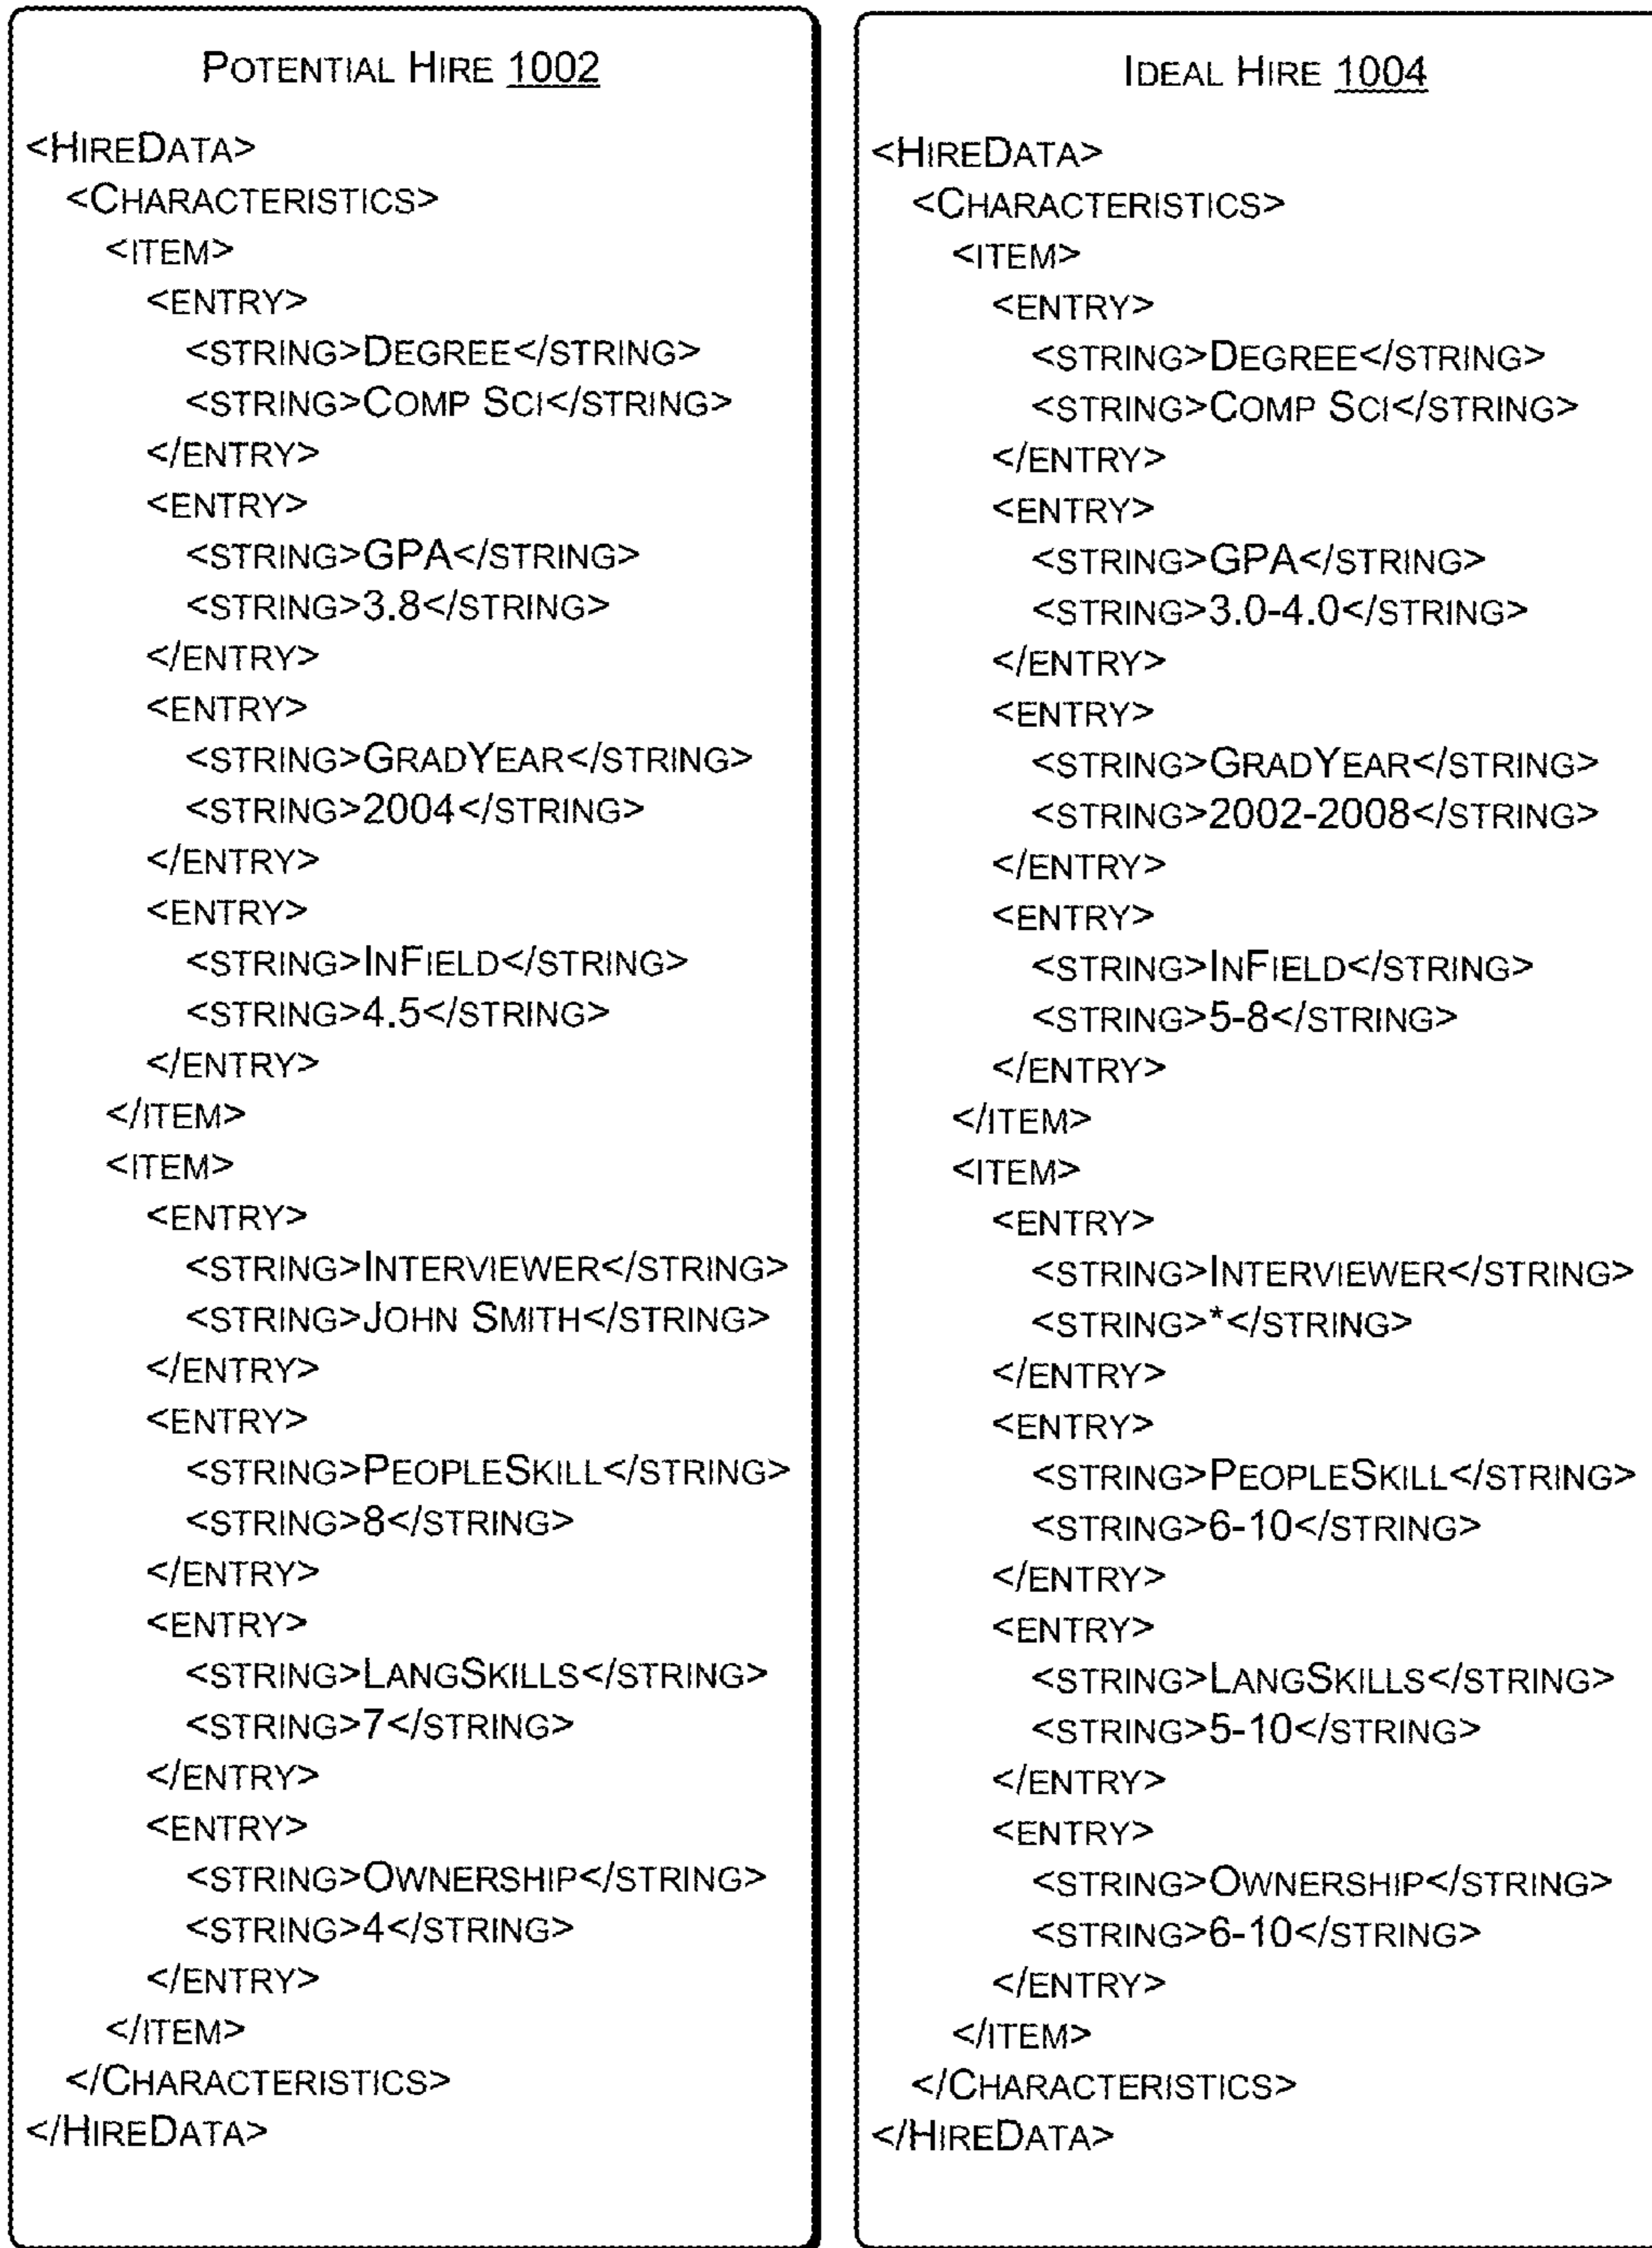 POTENTIAL HIRE 1002
<HIREDATA>
<CHARACTERISTICS>
<ITEM>
<ENTRY>
<STRING>DEGREE</STRING>
<STRING>COMP SCI</STRING>
</ENTRY>
<ENTRY>
<STRING>GPA</STRING>
<STRING>3.8</STRING>
</ENTRY>
<ENTRY>
<STRING>GRADYEAR</STRING>
<STRING>2004</STRING>
</ENTRY>
<ENTRY>
<STRING>INFIELD</STRING>
<STRING>4.5</STRING>
</ENTRY>
</ITEM>
<ITEM>
<ENTRY>
<STRING>INTERVIEWER</STRING>
<STRING>JOHN SMITH</STRING>
</ENTRY>
<ENTRY>
<STRING>PEOPLESKILL</STRING>
<STRING>8</STRING>
</ENTRY>
<ENTRY>
<STRING>LANGSKILLS</STRING>
<STRING>7</STRING>
</ENTRY>
<ENTRY>
<STRING>OWNERSHIP</STRING>
<STRING>4</STRING>
</ENTRY>
</ITEM>
</CHARACTERISTICS>
</HIREDATA>
IDEAL HIRE 1004
<HIREDATA>
<CHARACTERISTICS>
<ITEM>
<ENTRY>
<STRING>DEGREE</STRING>
<STRING>COMP SCI</STRING>
</ENTRY>
<ENTRY>
<STRING>GPA</STRING>
<STRING>3.0-4.0</STRING>
</ENTRY>
<ENTRY>
<STRING>GRADYEAR</STRING>
<STRING>2002-2008</STRING>
</ENTRY>
<ENTRY>
<STRING>INFIELD</STRING>
<STRING>5-8</STRING>
</ENTRY>
</ITEM>
<ITEM>
<ENTRY>
<STRING>INTERVIEWER</STRING>
<STRING>*</STRING>
</ENTRY>
<ENTRY>
<STRING>PEOPLESKILL</STRING>
<STRING>6-10</STRING>
</ENTRY>
<ENTRY>
<STRING>LANGSKILLS</STRING>
<STRING>5-10</STRING>
</ENTRY>
<ENTRY>
<STRING>OWNERSHIP</STRING>
<STRING>6-10</STRING>
</ENTRY>
</ITEM>
</CHARACTERISTICS>
</HIREDATA>